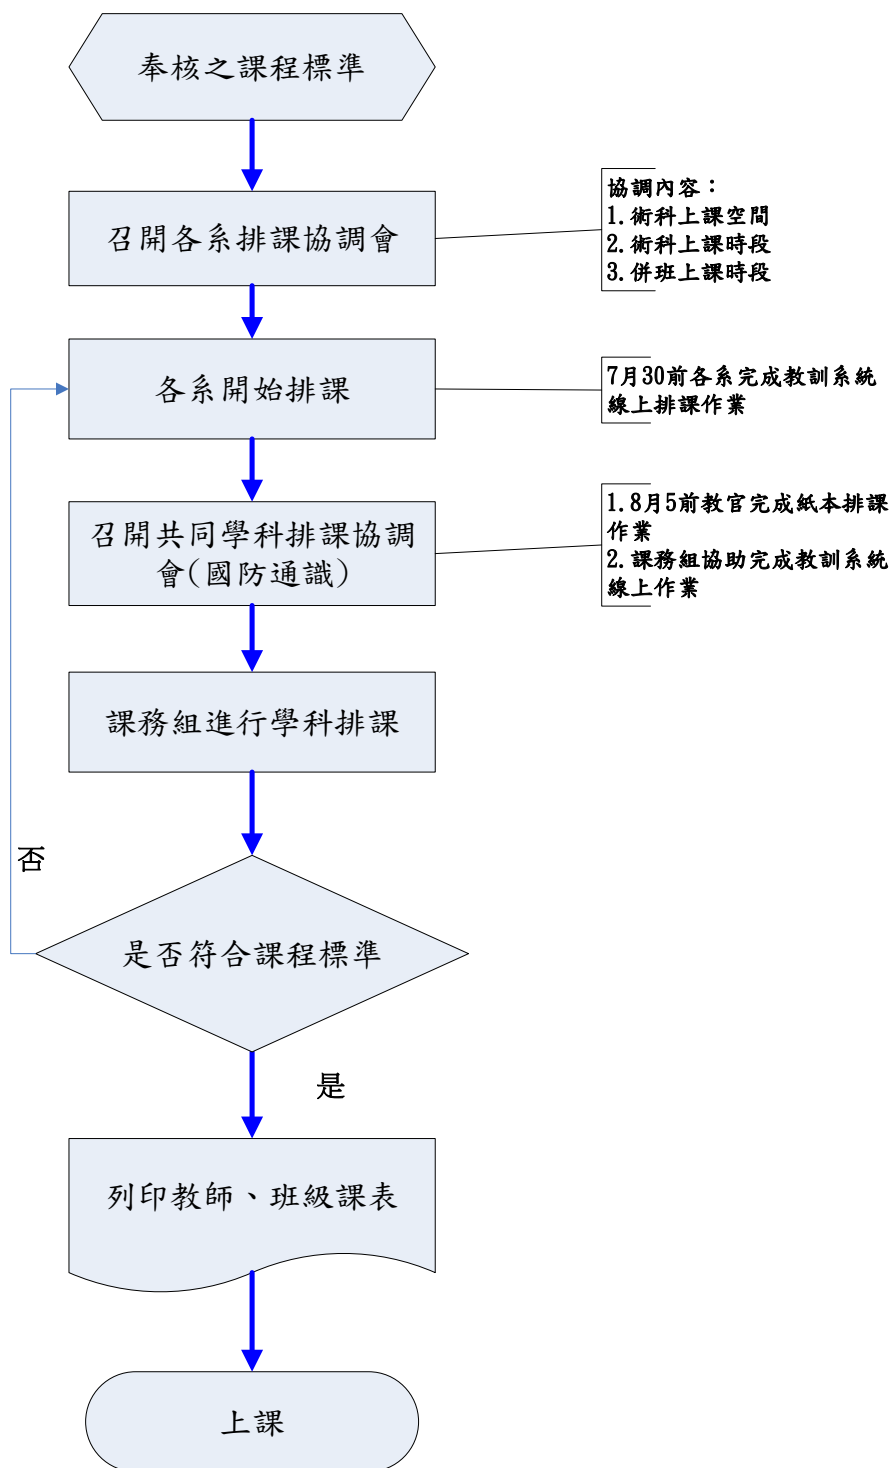 奉核之課程標準
召開各系排課協調會
協調內容：
1.術科上課空間
2.術科上課時段
3.併班上課時段
各系開始排課
7月30前各系完成教訓系統
線上排課作業
召開共同學科排課協調
會(國防通識)
1.8月5前教官完成紙本排課
作業
2.課務組協助完成教訓系統
線上作業
課務組進行學科排課
否
是否符合課程標準
是
列印教師、班級課表
上課